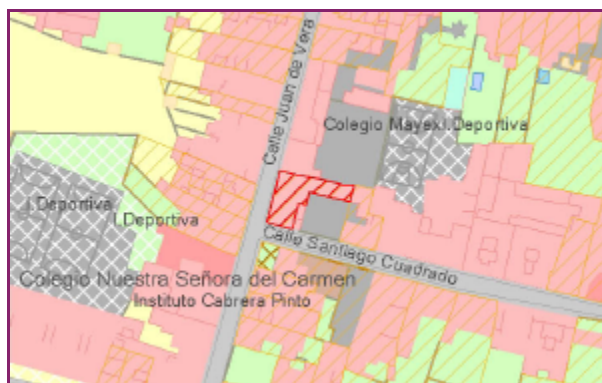 Calle Juan de Vera
Colegio Mayex I.Deportiva
I.Deportiva
I.Deportiva
Calle Santiago Cuadrado
Colegio Nuestra Señora del Carmen
Instituto Cabrera Pinto